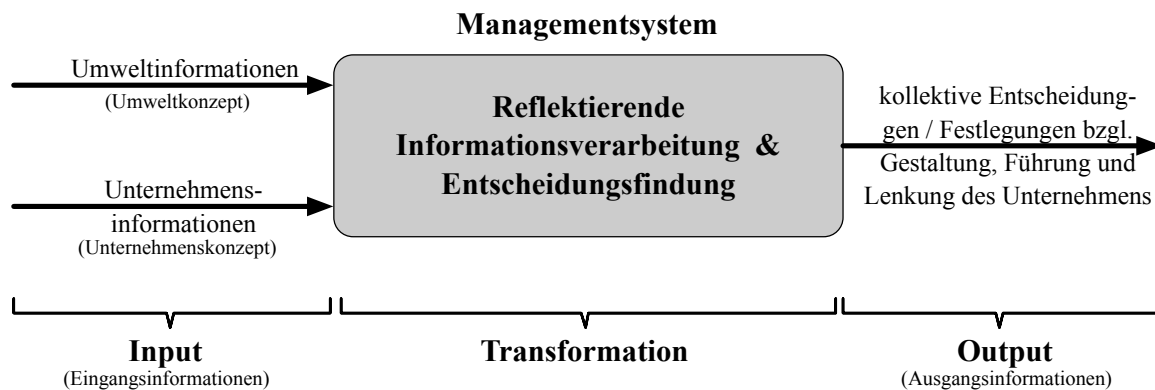 Managementsystem
Umweltinformationen
(Umweltkonzept)
Unternehmens-
informationen
(Unternehmenskonzept)
Reflektierende
Informationsverarbeitung &
Entscheidungsfindung
kollektive Entscheidung-
gen / Festlegungen bzgl.
Gestaltung, Führung und
Lenkung des Unternehmens
Input
(Eingangsinformationen)
Transformation
Output
(Ausgangsinformationen)